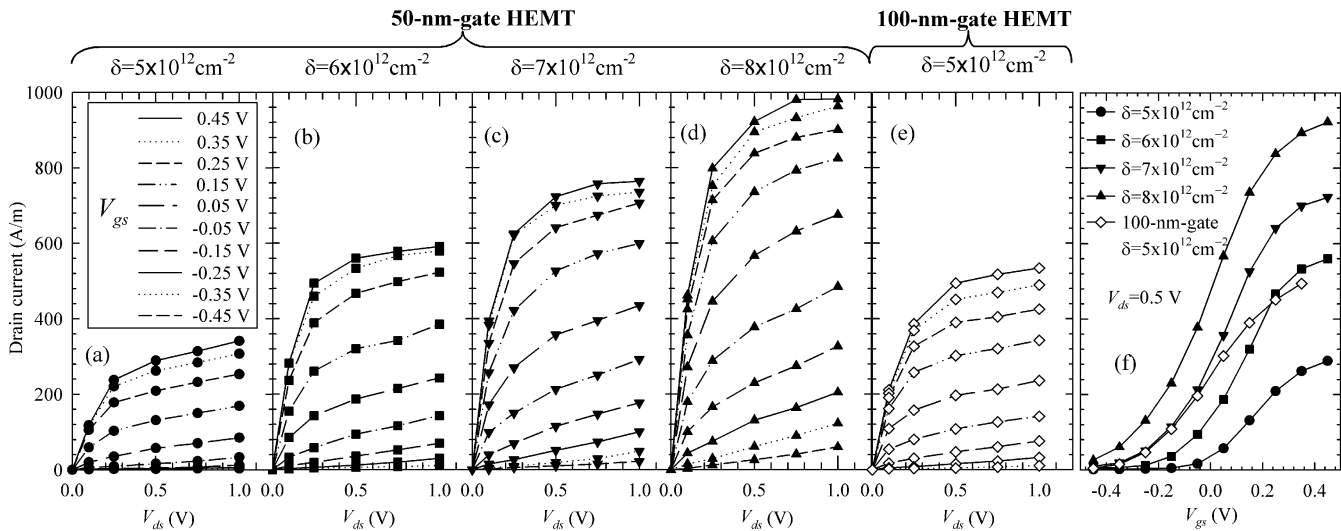 50-nm-gate HEMT
100-nm-gate HEMT
δ=5x10¹²cm⁻²
δ=6x10¹²cm⁻²
δ=7x10¹²cm⁻²
δ=8x10¹²cm⁻²
δ=5x10¹²cm⁻²
Drain current (A/m)
1000
800
600
400
200
0
V_gs
0.45 V
0.35 V
0.25 V
0.15 V
0.05 V
-0.05 V
-0.15 V
-0.25 V
-0.35 V
-0.45 V
(a)
(b)
(c)
(d)
(e)
δ=5x10¹²cm⁻²
δ=6x10¹²cm⁻²
δ=7x10¹²cm⁻²
δ=8x10¹²cm⁻²
100-nm-gate
δ=5x10¹²cm⁻²
V_ds=0.5 V
(f)
0.0 0.5 1.0
0.0 0.5 1.0
0.0 0.5 1.0
0.0 0.5 1.0
0.0 0.5 1.0
-0.4 0.0 0.4
V_ds (V)
V_ds (V)
V_ds (V)
V_ds (V)
V_ds (V)
V_gs (V)